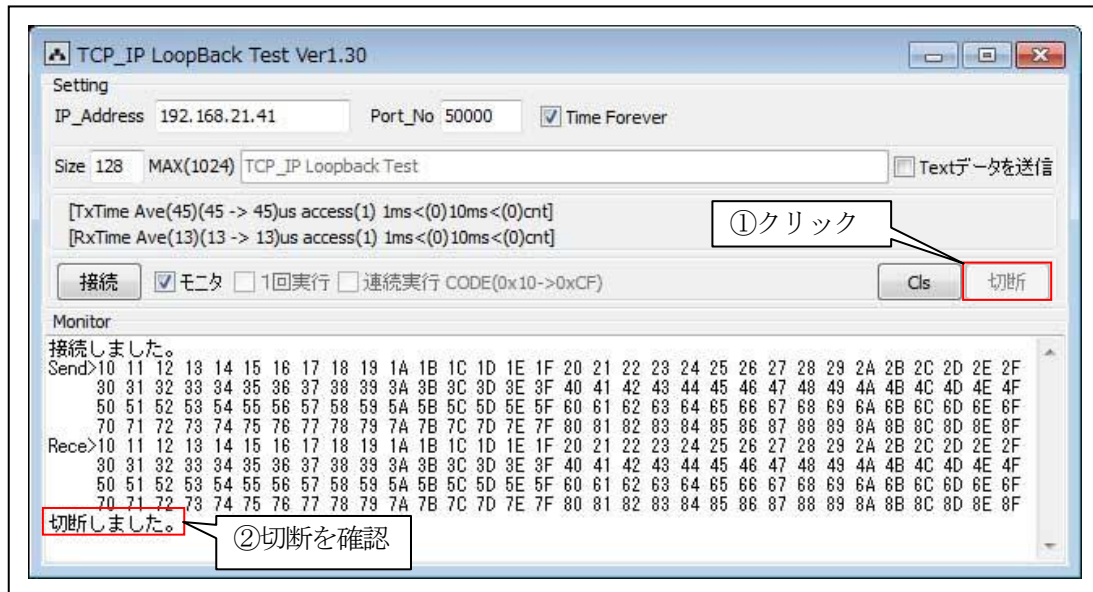 TCP_IP LoopBack Test Ver1.30
Setting
IP_Address 192.168.21.41 Port_No 50000 Time Forever
Size 128 MAX(1024) TCP_IP Loopback Test Textデータを送信
[TxTime Ave(45)(45 -> 45)us access(1) 1ms<(0)10ms<(0)cnt]
[RxTime Ave(13)(13 -> 13)us access(1) 1ms<(0)10ms<(0)cnt]
①クリック
接続 モニタ 1回実行 連続実行 CODE(0x10->0xCF) Cls 切断
Monitor
接続しました。
Send>10 11 12 13 14 15 16 17 18 19 1A 1B 1C 1D 1E 1F 20 21 22 23 24 25 26 27 28 29 2A 2B 2C 2D 2E 2F
30 31 32 33 34 35 36 37 38 39 3A 3B 3C 3D 3E 3F 40 41 42 43 44 45 46 47 48 49 4A 4B 4C 4D 4E 4F
50 51 52 53 54 55 56 57 58 59 5A 5B 5C 5D 5E 5F 60 61 62 63 64 65 66 67 68 69 6A 6B 6C 6D 6E 6F
70 71 72 73 74 75 76 77 78 79 7A 7B 7C 7D 7E 7F 80 81 82 83 84 85 86 87 88 89 8A 8B 8C 8D 8E 8F
Rece>10 11 12 13 14 15 16 17 18 19 1A 1B 1C 1D 1E 1F 20 21 22 23 24 25 26 27 28 29 2A 2B 2C 2D 2E 2F
30 31 32 33 34 35 36 37 38 39 3A 3B 3C 3D 3E 3F 40 41 42 43 44 45 46 47 48 49 4A 4B 4C 4D 4E 4F
50 51 52 53 54 55 56 57 58 59 5A 5B 5C 5D 5E 5F 60 61 62 63 64 65 66 67 68 69 6A 6B 6C 6D 6E 6F
70 71 72 73 74 75 76 77 78 79 7A 7B 7C 7D 7E 7F 80 81 82 83 84 85 86 87 88 89 8A 8B 8C 8D 8E 8F
切断しました。
②切断を確認